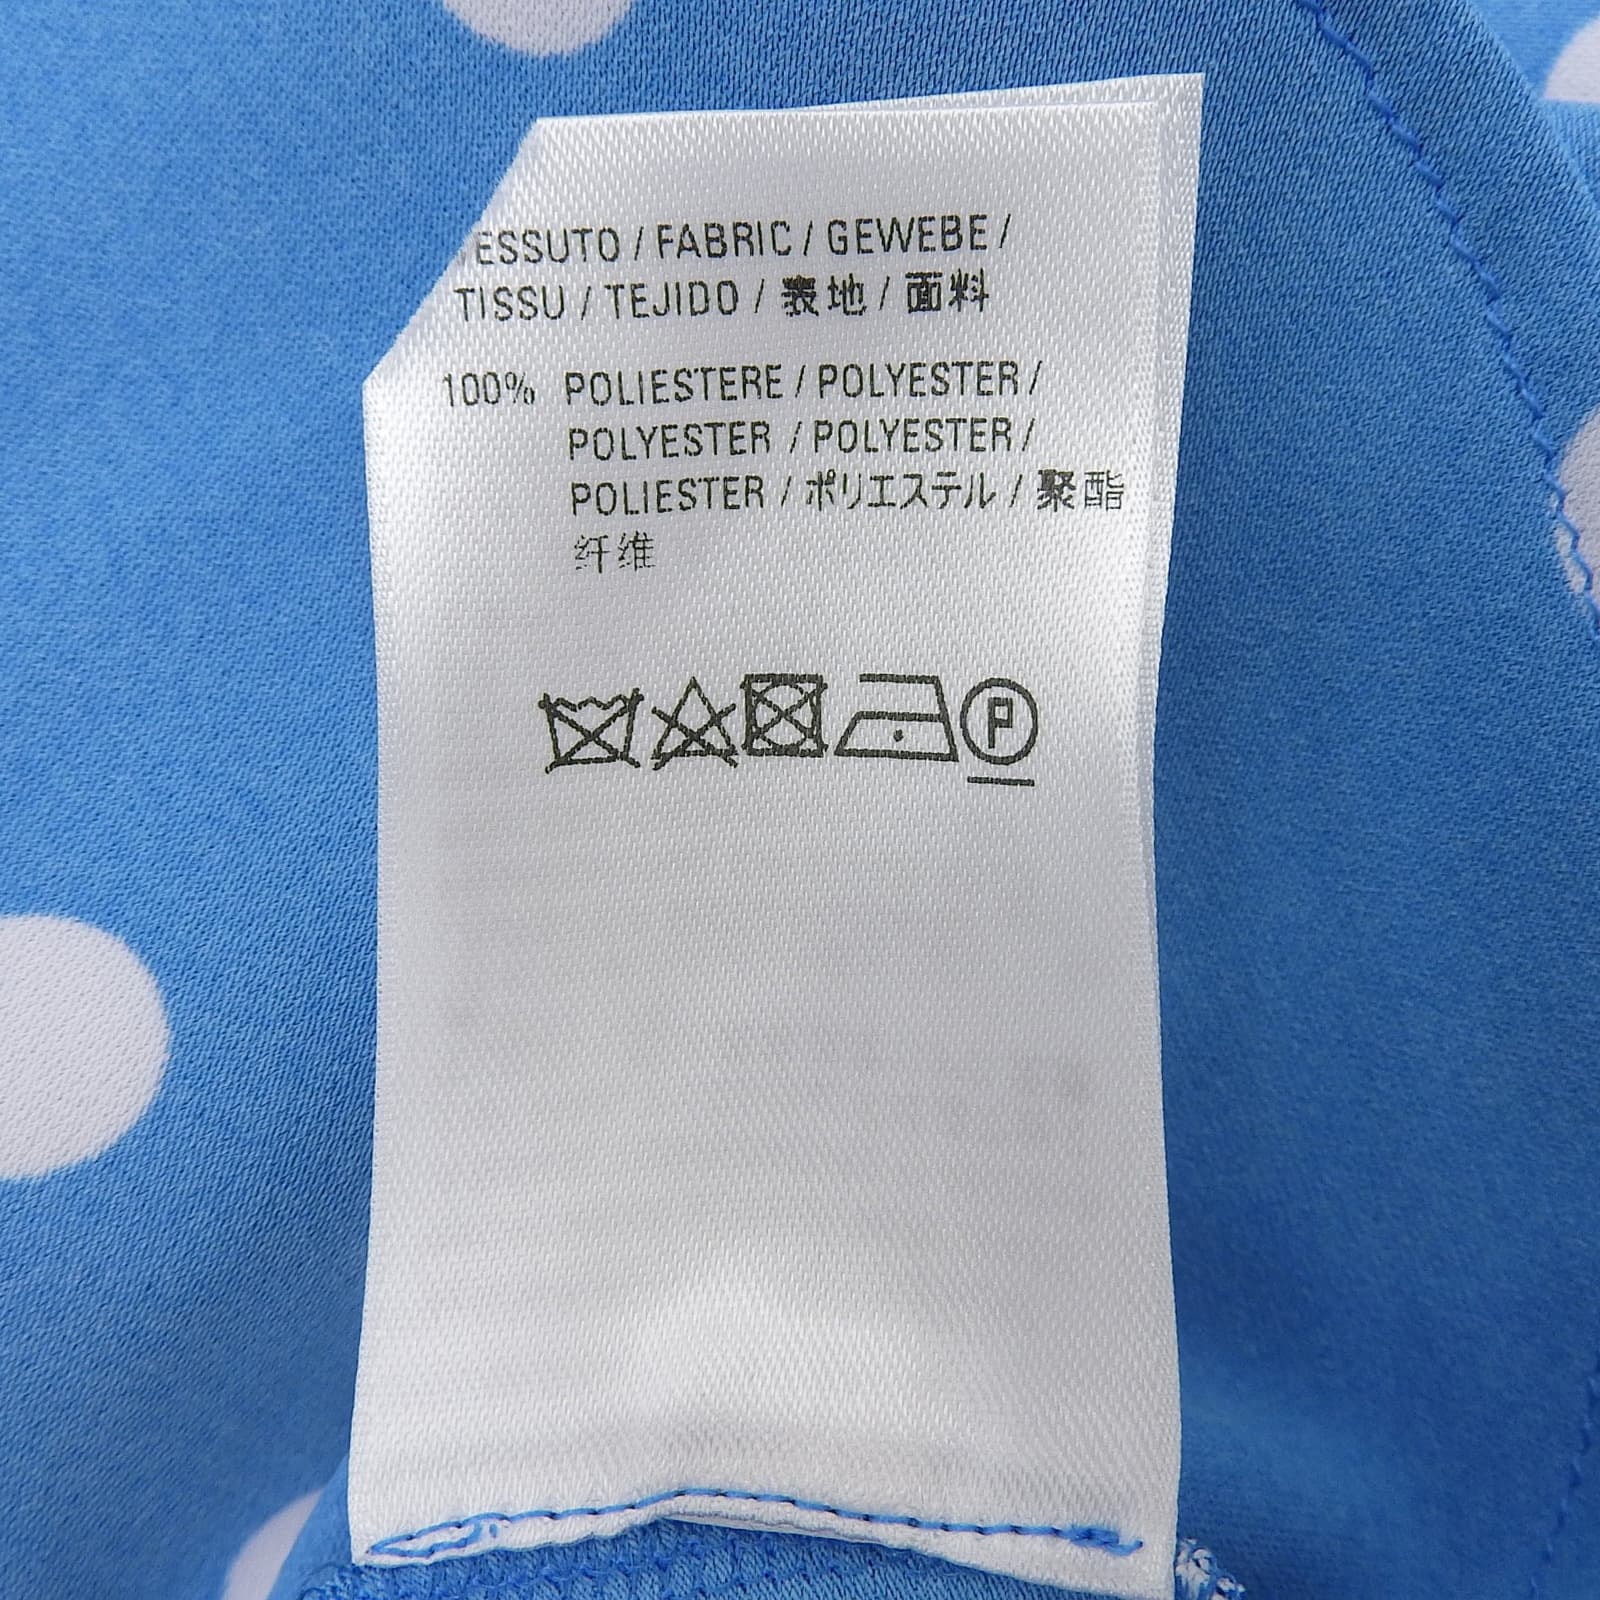 TESSUTO / FABRIC / GEWEBE /
TISSU / TEJIDO / 表地 / 面料
100% POLIESTERE / POLYESTER /
POLYESTER / POLYESTER /
POLIESTER / ポリエステル / 聚酯
纤维
P